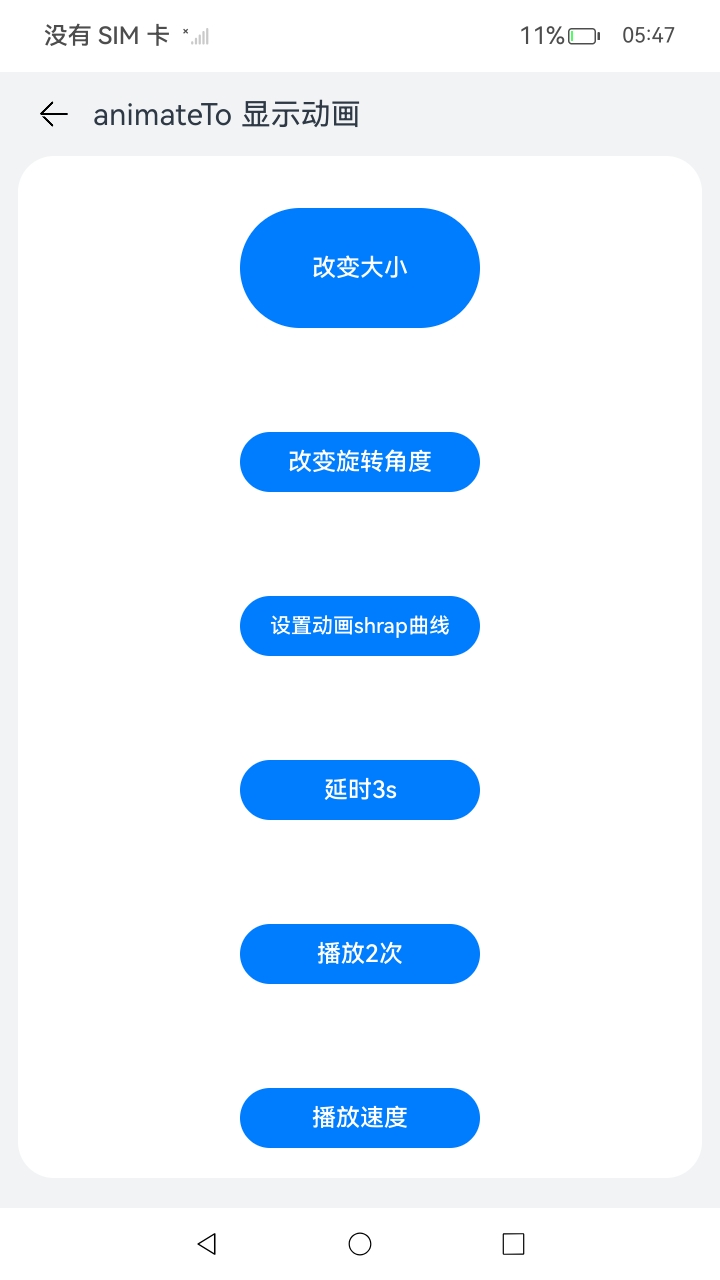 没有 SIM 卡 11% 05:47
animateTo 显示动画
改变大小
改变旋转角度
设置动画shrap曲线
延时3s
播放2次
播放速度